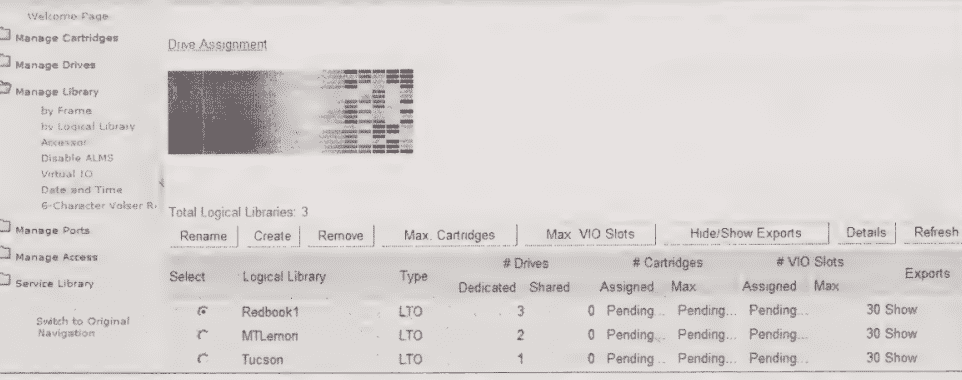 Welcome Page
Manage Cartridges
Manage Drives
Manage Library
by Frame
by Logical Library
Accessor
Disable ALMS
Virtual IO
Date and Time
6-Character Volser R
Manage Ports
Manage Access
Service Library
Switch to Original
Navigation
Drive Assignment
Total Logical Libraries: 3
Rename Create Remove Max. Cartridges Max VIO Slots Hide/Show Exports Details Refresh
# Drives # Cartridges # VIO Slots
Select Logical Library Type Dedicated Shared Assigned Max Assigned Max Exports
Redbook1 LTO 3 0 Pending... Pending... Pending... 30 Show
MTLemon LTO 2 0 Pending... Pending... Pending... 30 Show
Tucson LTO 1 0 Pending... Pending... Pending... 30 Show